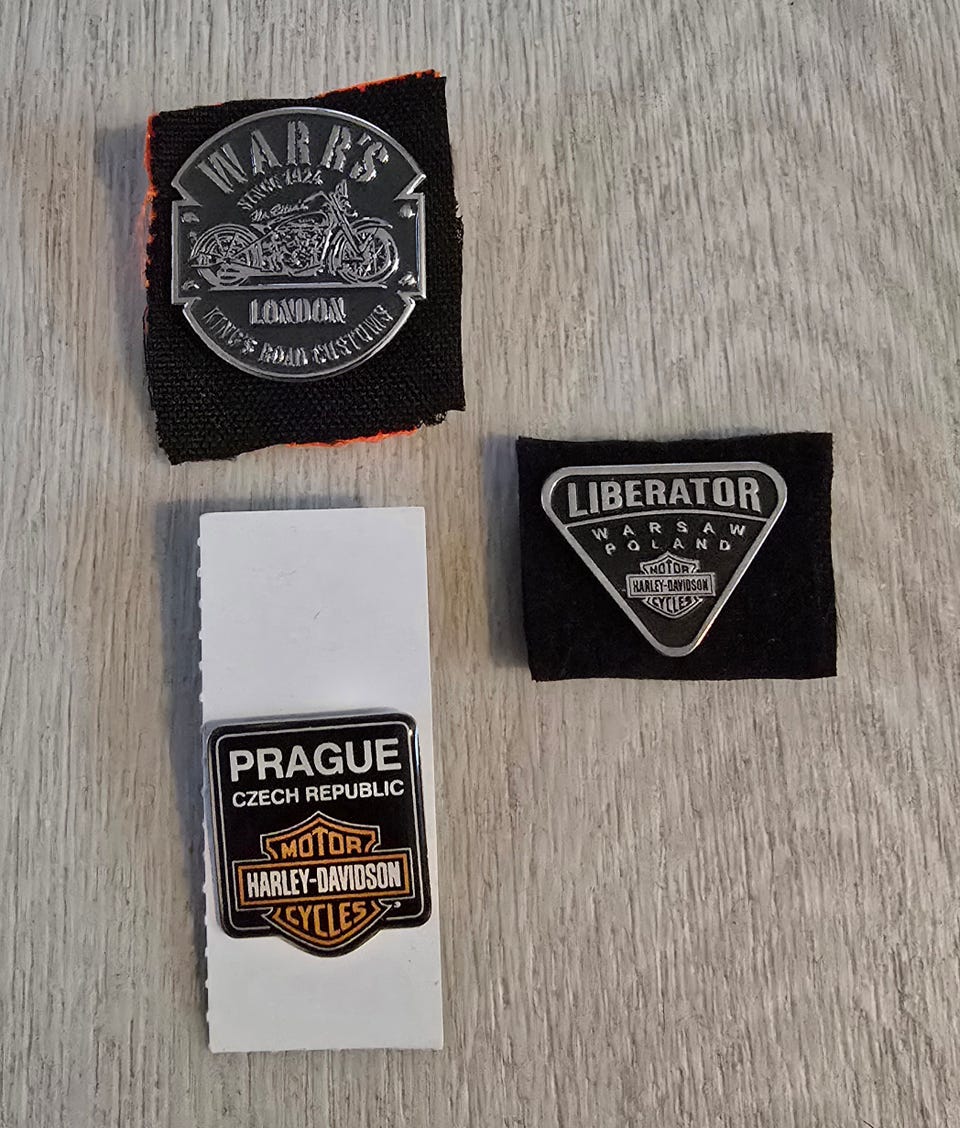 WARR'S
SINCE 1924
LONDON
KING'S ROAD CUSTOMS
LIBERATOR
WARSAW
POLAND
MOTOR
HARLEY-DAVIDSON
CYCLES
PRAGUE
CZECH REPUBLIC
MOTOR
HARLEY-DAVIDSON
CYCLES